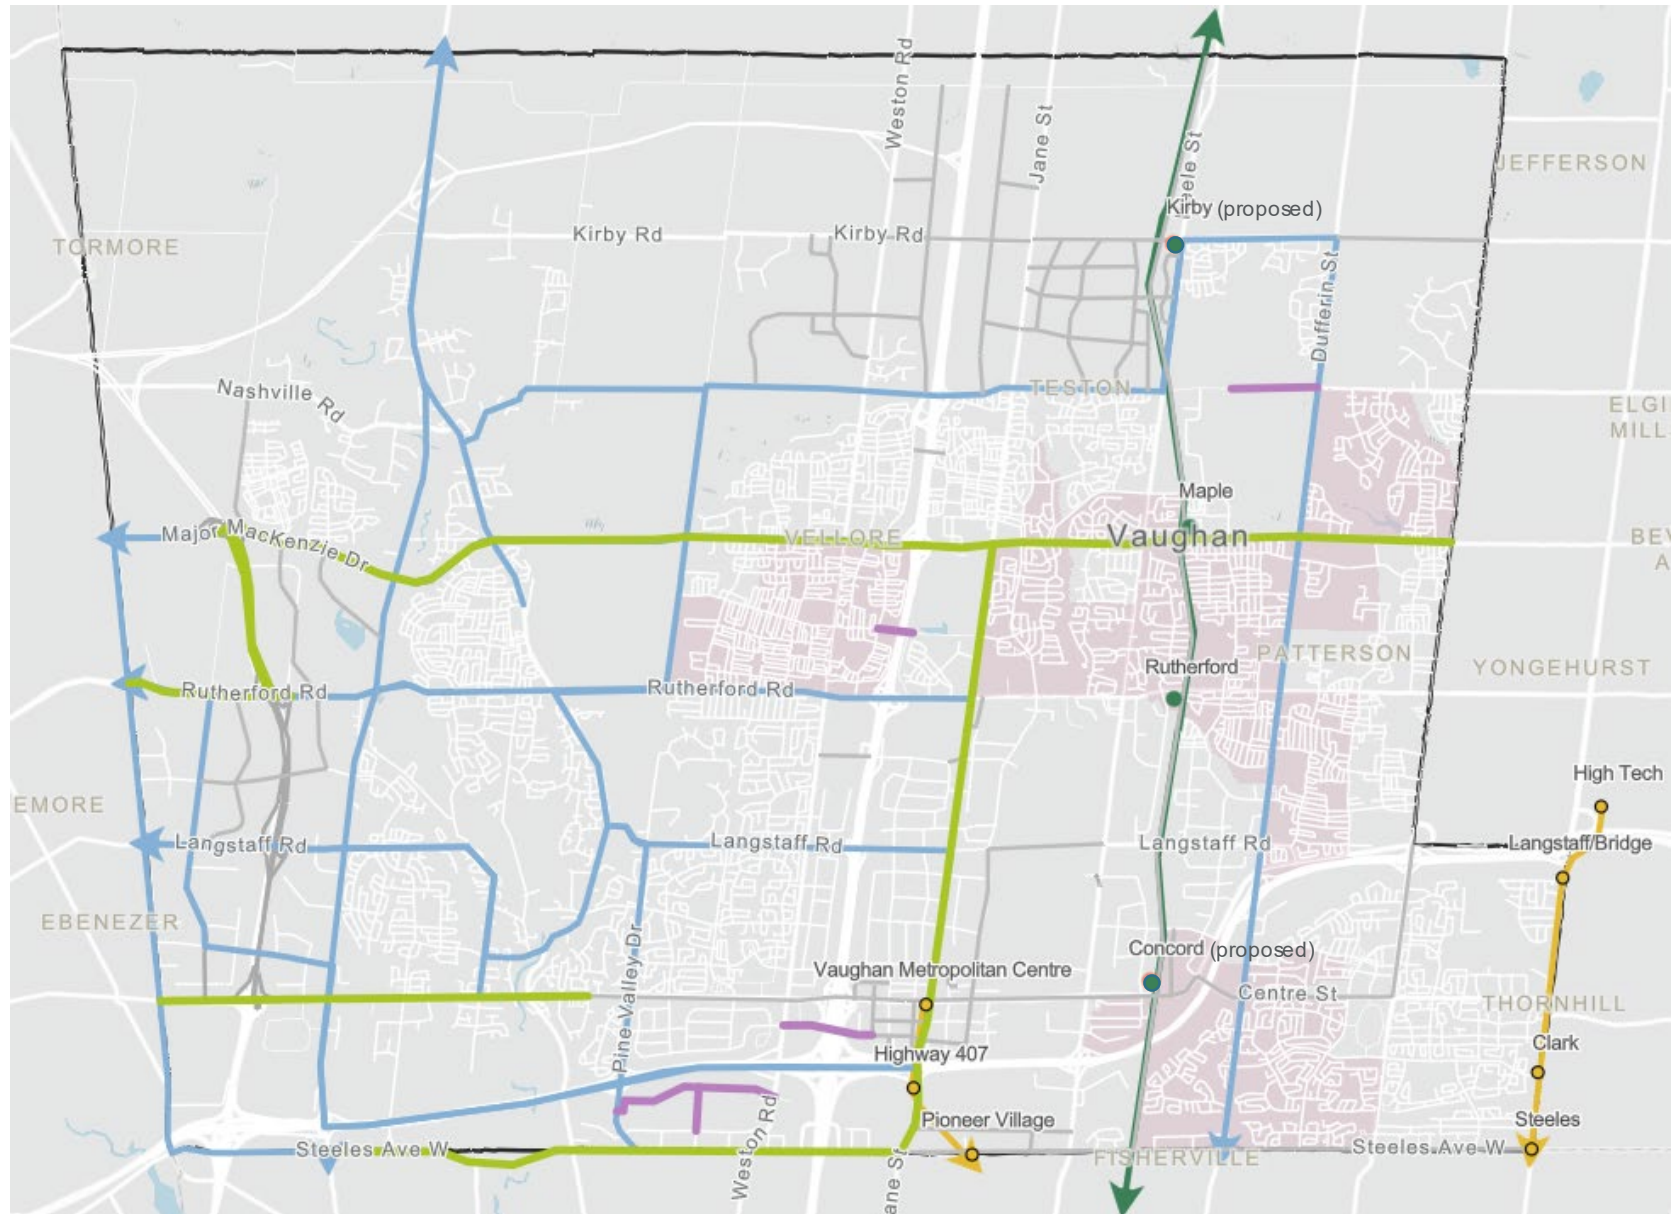 Weston Rd
Jane St
JEFFERSON
eele St
Kirby (proposed)
TORMORE
Kirby Rd
Kirby Rd
Dufferin St
Nashville Rd
TESTON
ELGI
MILL
Maple
Major MacKenzie Dr
VELLORE
Vaughan
BEV
A
Rutherford
PATTERSON
YONGEHURST
Rutherford Rd
Rutherford Rd
High Tech
EMORE
Langstaff Rd
Langstaff Rd
Langstaff Rd
Langstaff/Bridge
EBENEZER
Pine Valley Dr
Concord (proposed)
Vaughan Metropolitan Centre
Centre St
THORNHILL
Highway 407
Clark
Pioneer Village
Steeles
Steeles Ave W
Weston Rd
ane St
FISHERVILLE
Steeles Ave W